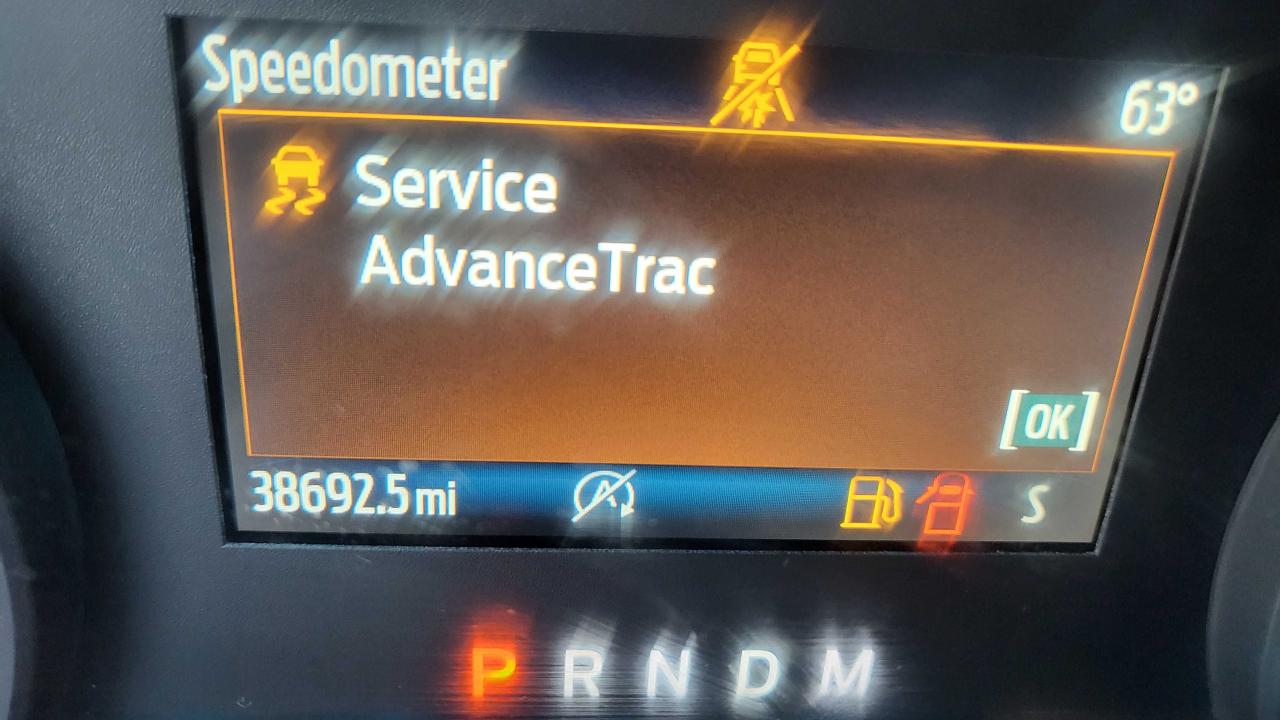 Speedometer
63°
Service
AdvanceTrac
[OK]
38692.5 mi
A
S
P R N D M